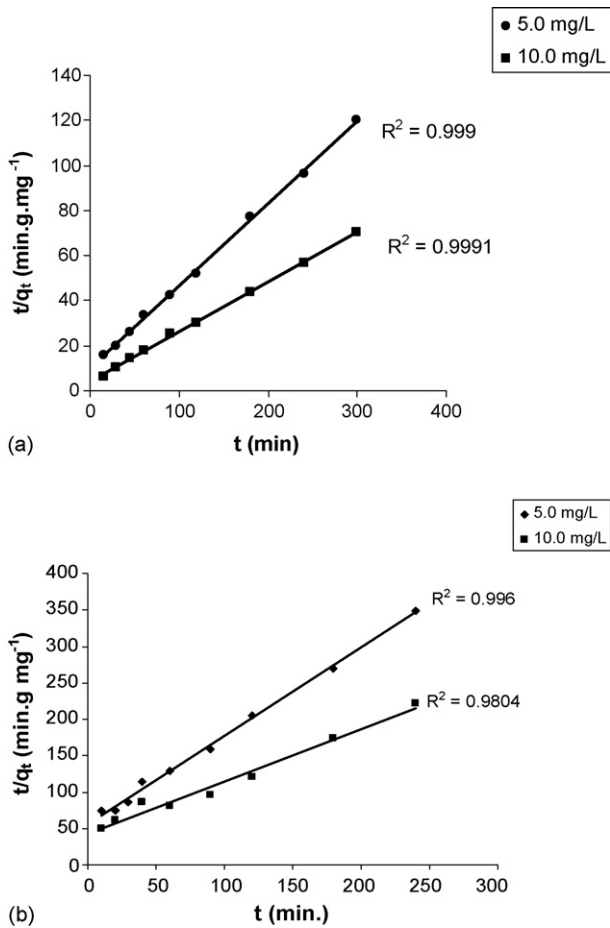 5.0 mg/L
10.0 mg/L
140
120
100
80
60
40
20
0
t/qt (min.g.mg⁻¹)
R² = 0.999
R² = 0.9991
0 100 200 300 400
(a) t (min)
5.0 mg/L
10.0 mg/L
400
350
300
250
200
150
100
50
0
t/qt (min.g mg⁻¹)
R² = 0.996
R² = 0.9804
0 50 100 150 200 250 300
(b) t (min.)